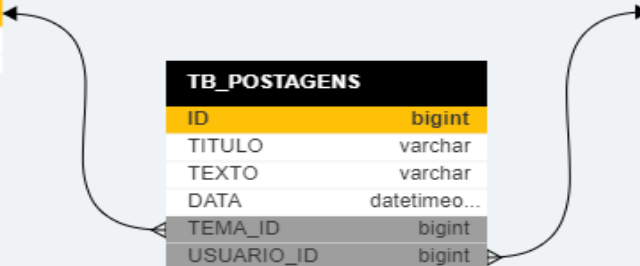 TB_POSTAGENS
ID bigint
TITULO varchar
TEXTO varchar
DATA datetimeo...
TEMA_ID bigint
USUARIO_ID bigint